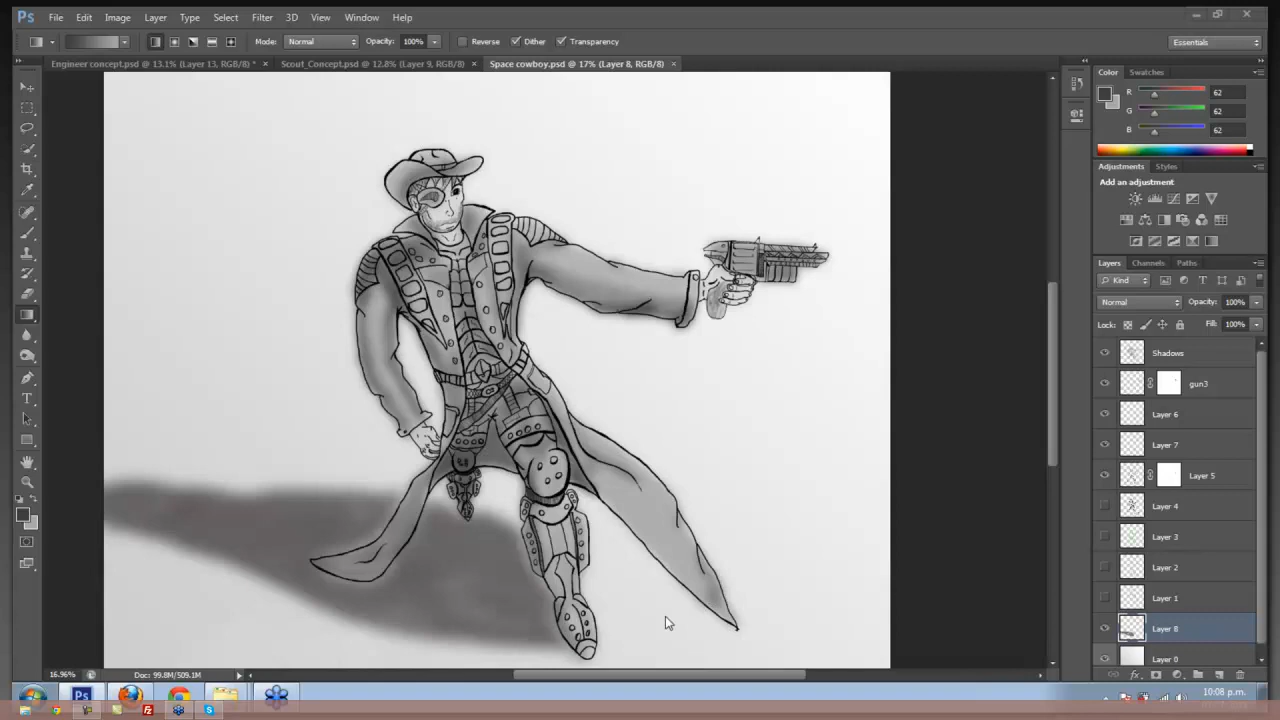 Ps File Edit Image Layer Type Select Filter 3D View Window Help
Mode: Normal Opacity: 100% Reverse Dither Transparency Essentials
Engineer concept.psd @ 13.1% (Layer 13, RGB/8) * × Scout_Concept.psd @ 12.8% (Layer 9, RGB/8) × Space cowboy.psd @ 17% (Layer 8, RGB/8) ×
Color Swatches
R 62
G 62
B 62
Adjustments Styles
Add an adjustment
Layers Channels Paths
Kind
Normal Opacity: 100%
Lock: Fill: 100%
Shadows
gun3
Layer 6
Layer 7
Layer 5
Layer 4
Layer 3
Layer 2
Layer 1
Layer 8
Layer 0
16.96% Doc: 99.8M/509.1M
Ps 10:08 p.m.